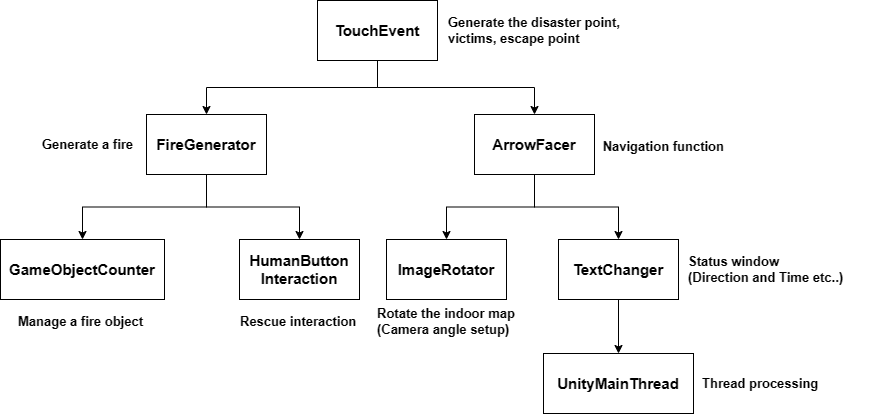 TouchEvent
Generate the disaster point,
victims, escape point
Generate a fire
FireGenerator
ArrowFacer
Navigation function
GameObjectCounter
Manage a fire object
HumanButton
Interaction
Rescue interaction
ImageRotator
Rotate the indoor map
(Camera angle setup)
TextChanger
Status window
(Direction and Time etc..)
UnityMainThread
Thread processing